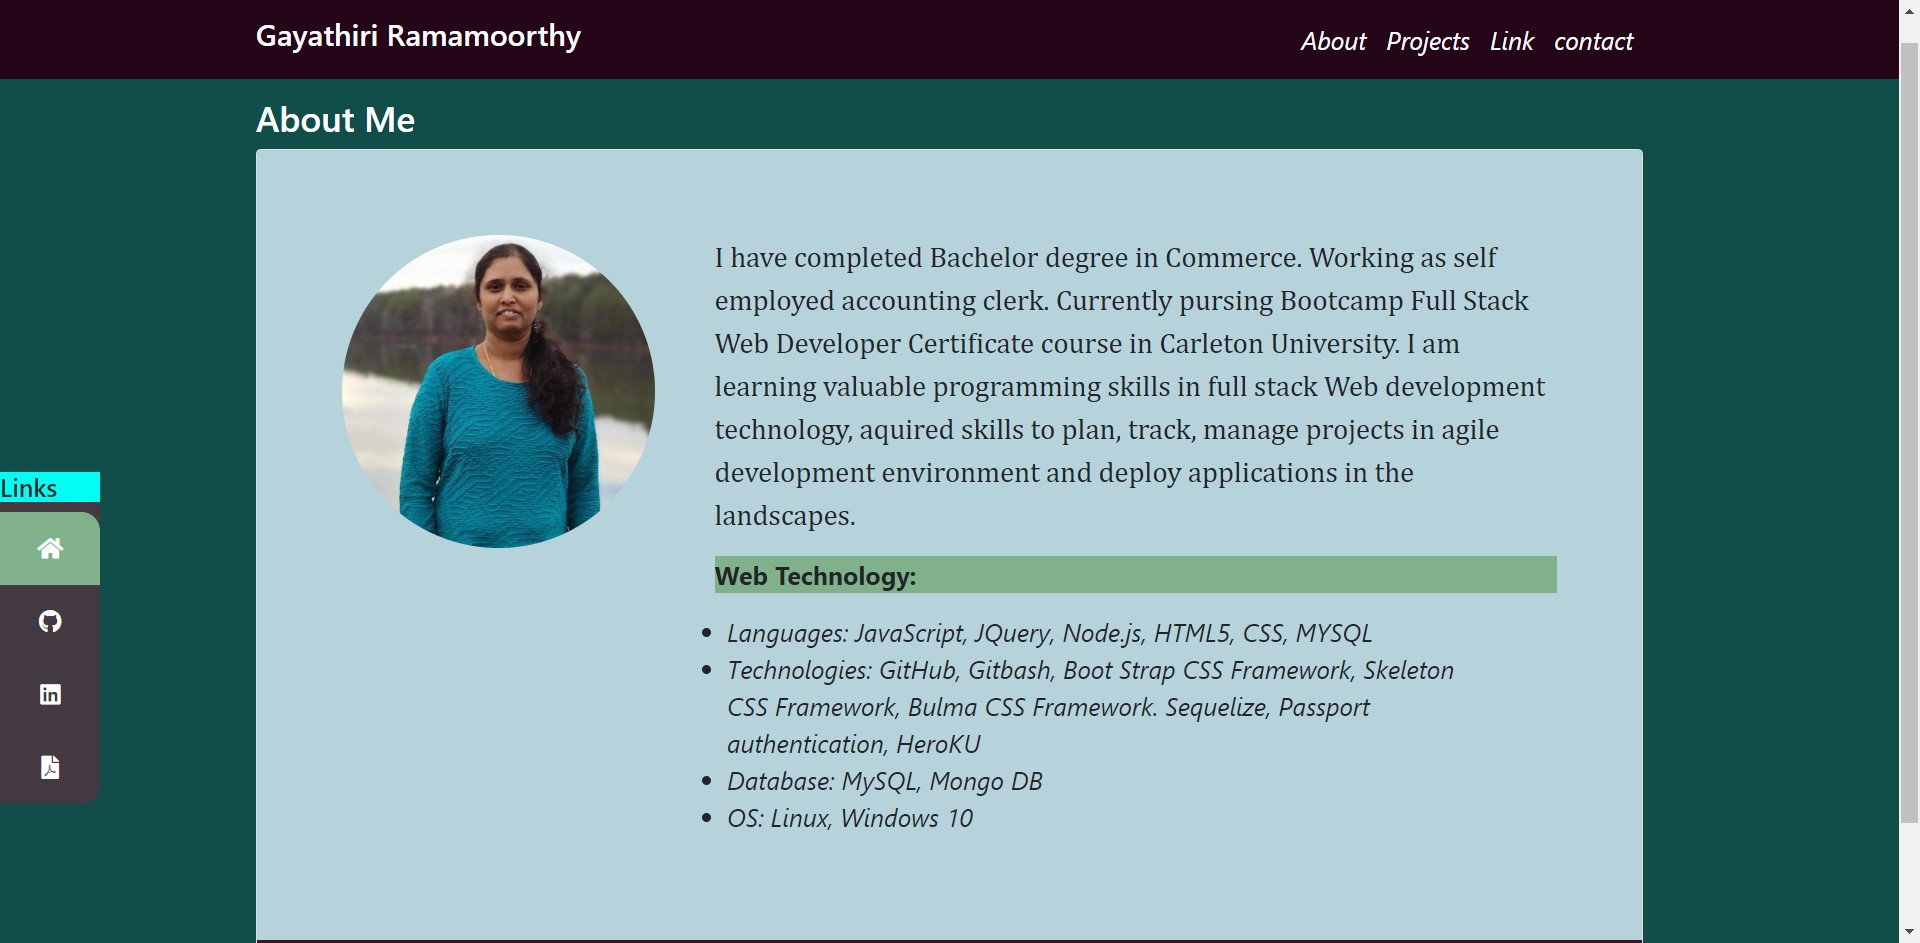 Gayathiri Ramamoorthy
About Projects Link contact
About Me
I have completed Bachelor degree in Commerce. Working as self
employed accounting clerk. Currently pursing Bootcamp Full Stack
Web Developer Certificate course in Carleton University. I am
learning valuable programming skills in full stack Web development
technology, aquired skills to plan, track, manage projects in agile
development environment and deploy applications in the
landscapes.
Links
Web Technology:
Languages: JavaScript, JQuery, Node.js, HTML5, CSS, MYSQL
Technologies: GitHub, Gitbash, Boot Strap CSS Framework, Skeleton
CSS Framework, Bulma CSS Framework. Sequelize, Passport
authentication, HeroKU
Database: MySQL, Mongo DB
OS: Linux, Windows 10